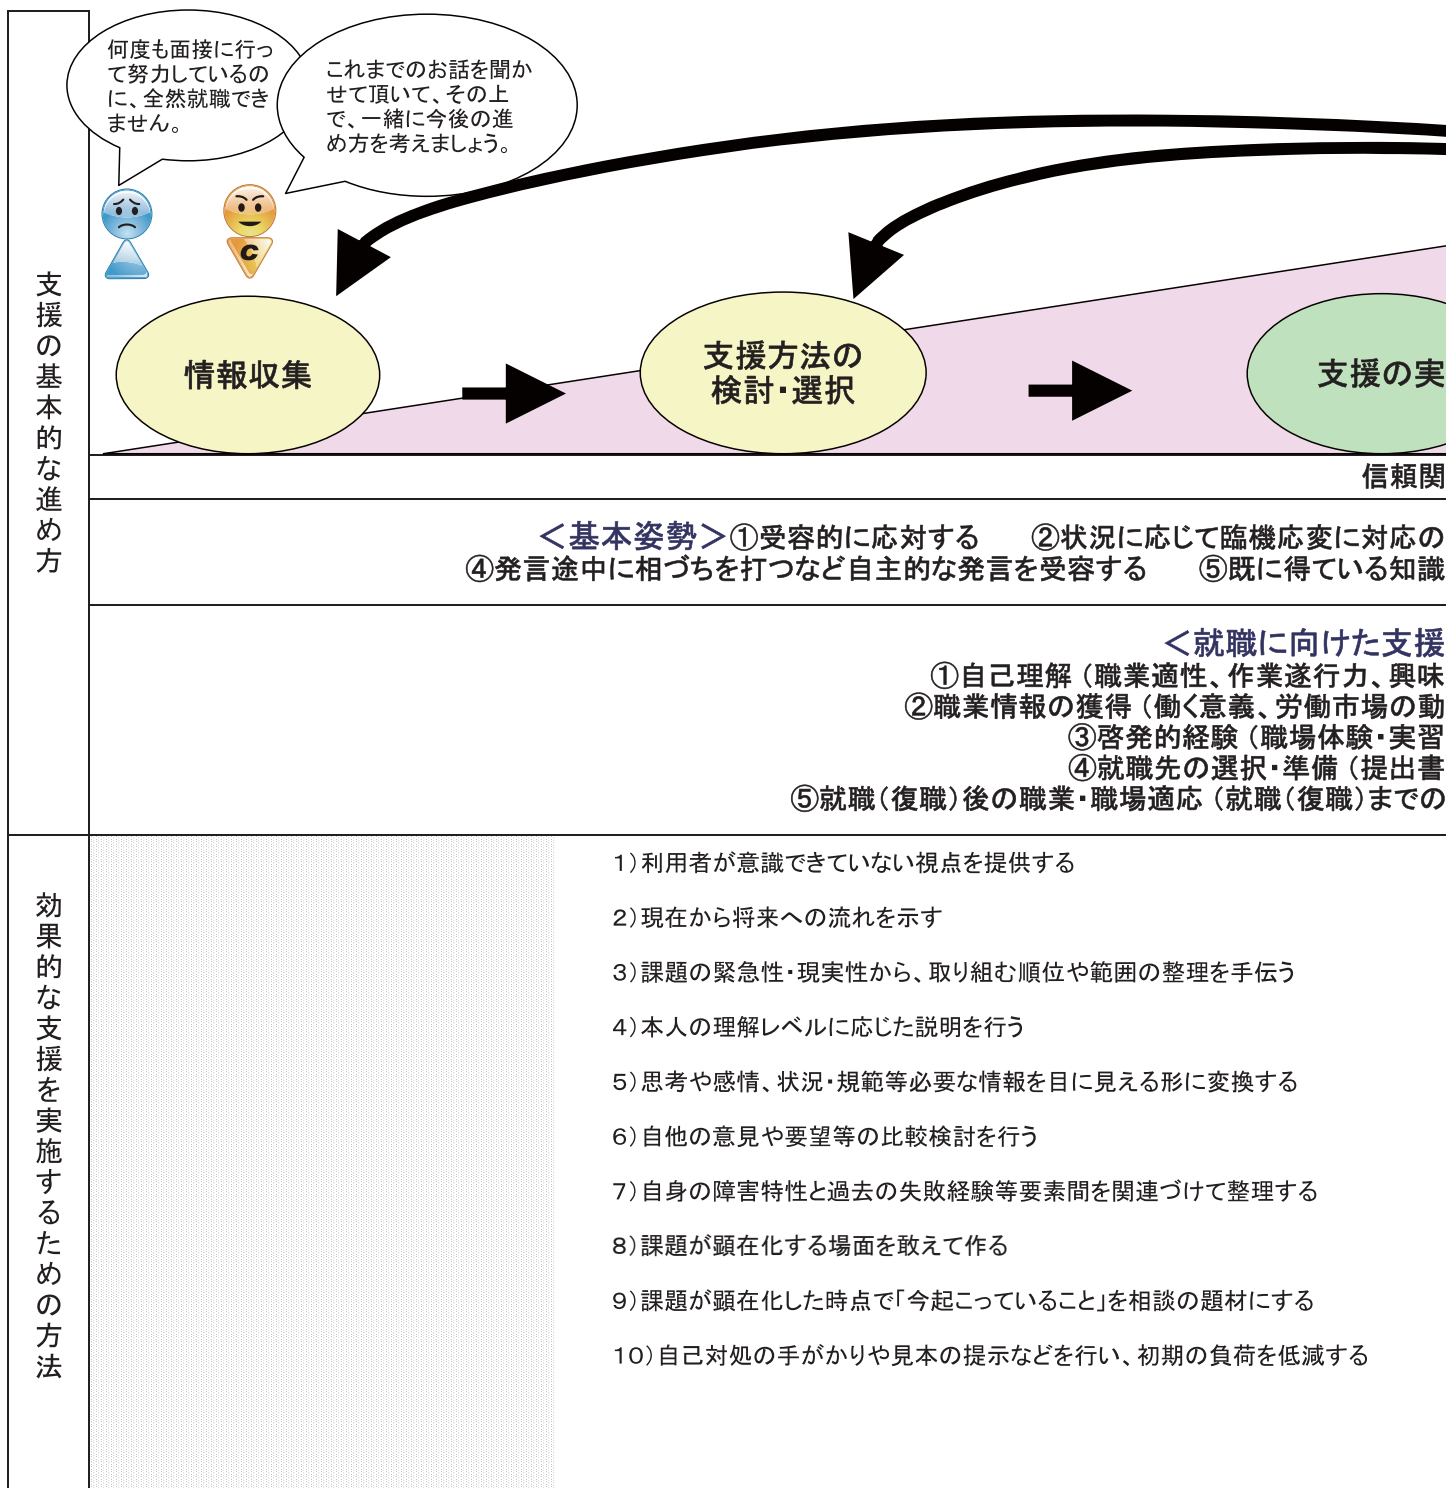 何度も面接に行っ
て努力しているの
に、全然就職でき
ません。
これまでのお話を聞か
せて頂いて、その上
で、一緒に今後の進
め方を考えましょう。
C
支援の基本的な進め方
情報収集
支援方法の
検討・選択
支援の実
信頼関
＜基本姿勢＞①受容的に応対する　②状況に応じて臨機応変に対応の
④発言途中に相づちを打つなど自主的な発言を受容する　⑤既に得ている知識
＜就職に向けた支援
①自己理解（職業適性、作業遂行力、興味
②職業情報の獲得（働く意義、労働市場の動
③啓発的経験（職場体験・実習
④就職先の選択・準備（提出書
⑤就職（復職）後の職業・職場適応（就職（復職）までの
効果的な支援を実施するための方法
1）利用者が意識できていない視点を提供する
2）現在から将来への流れを示す
3）課題の緊急性・現実性から、取り組む順位や範囲の整理を手伝う
4）本人の理解レベルに応じた説明を行う
5）思考や感情、状況・規範等必要な情報を目に見える形に変換する
6）自他の意見や要望等の比較検討を行う
7）自身の障害特性と過去の失敗経験等要素間を関連づけて整理する
8）課題が顕在化する場面を敢えて作る
9）課題が顕在化した時点で「今起こっていること」を相談の題材にする
10）自己対処の手がかりや見本の提示などを行い、初期の負荷を低減する